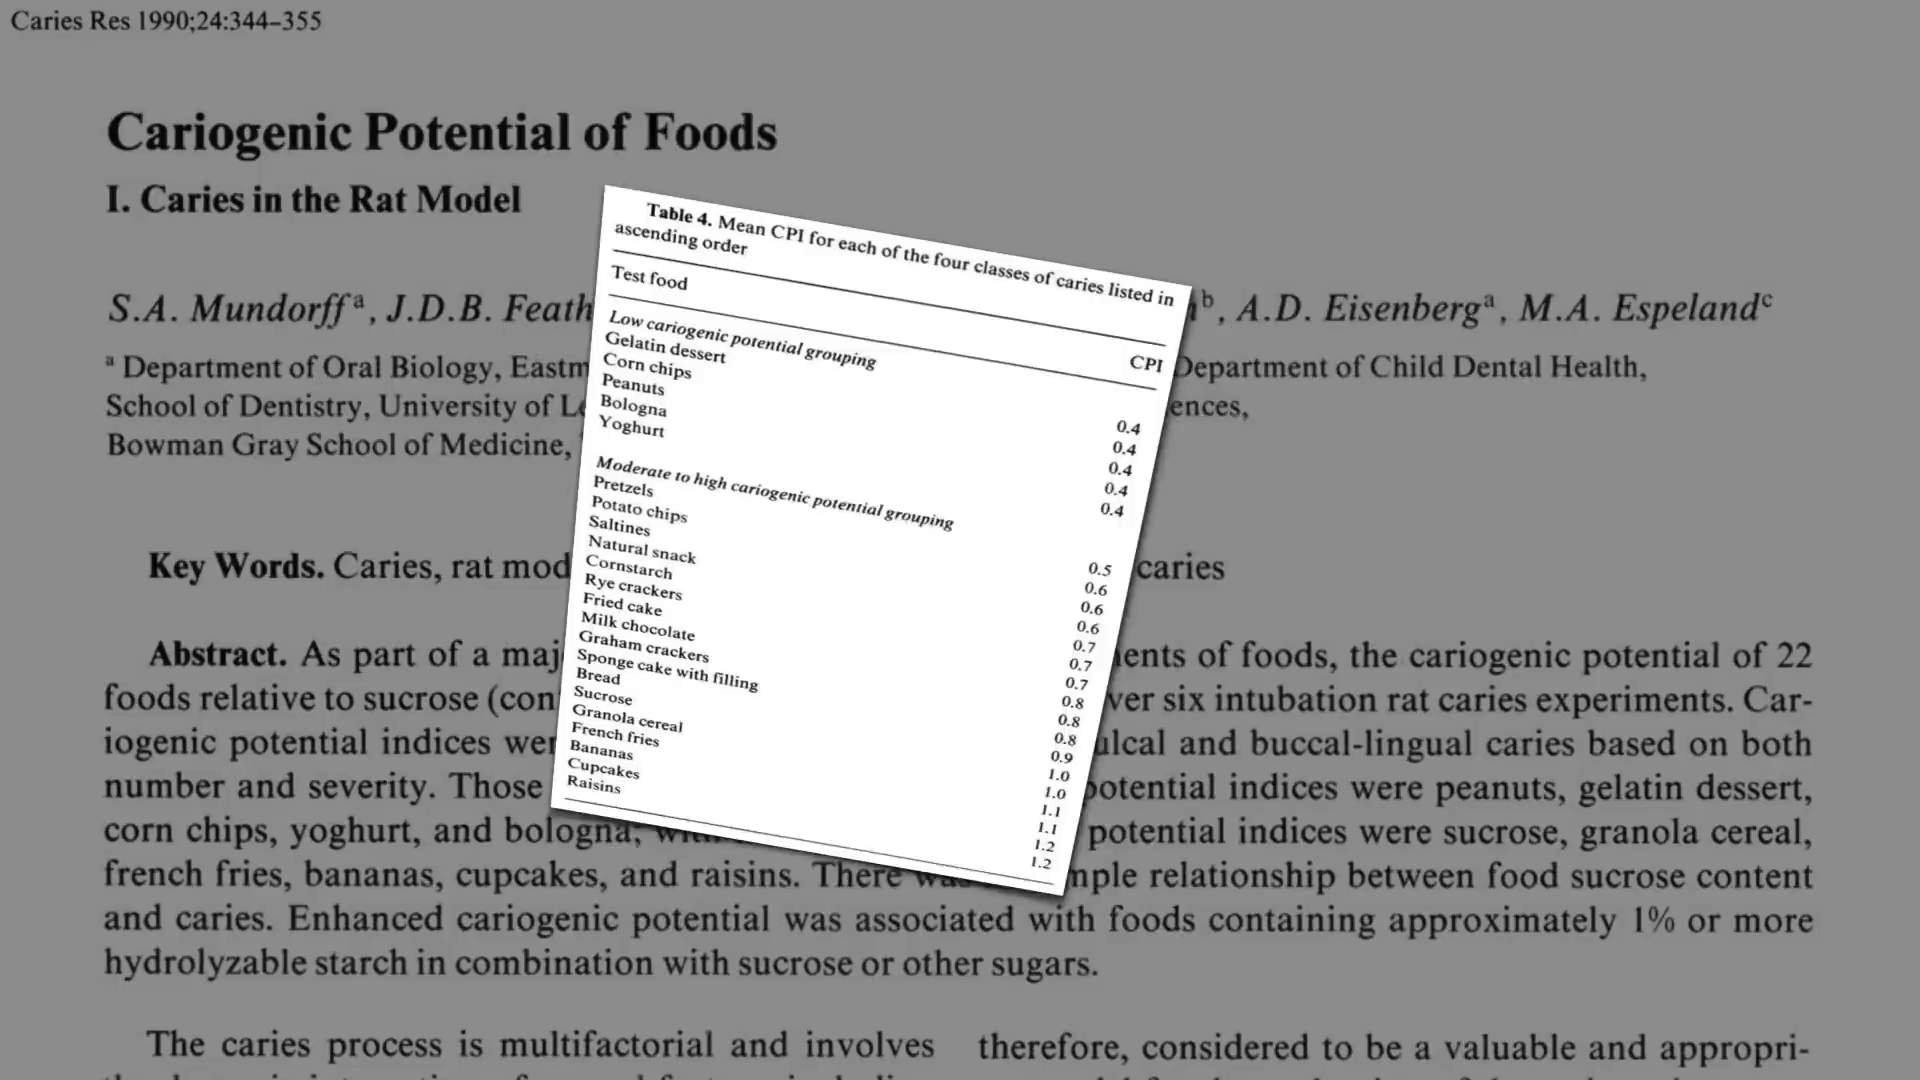 Caries Res 1990;24:344–355
Cariogenic Potential of Foods
I. Caries in the Rat Model
S.A. Mundorffᵃ, J.D.B. Feath
ᵇ, A.D. Eisenbergᵃ, M.A. Espelandᶜ
ᵃ Department of Oral Biology, Eastm
Department of Child Dental Health,
School of Dentistry, University of L
ences,
Bowman Gray School of Medicine,
Table 4. Mean CPI for each of the four classes of caries listed in
ascending order
Test food CPI
Low cariogenic potential grouping
Gelatin dessert 0.4
Corn chips 0.4
Peanuts 0.4
Bologna 0.4
Yoghurt 0.4
Moderate to high cariogenic potential grouping
Pretzels 0.5
Potato chips 0.6
Saltines 0.6
Natural snack 0.6
Cornstarch 0.7
Rye crackers 0.7
Fried cake 0.7
Milk chocolate 0.8
Graham crackers 0.8
Sponge cake with filling 0.8
Bread 0.9
Sucrose 1.0
Granola cereal 1.0
French fries 1.1
Bananas 1.1
Cupcakes 1.2
Raisins 1.2
Key Words. Caries, rat mod
caries
Abstract. As part of a maj ents of foods, the cariogenic potential of 22
foods relative to sucrose (con ver six intubation rat caries experiments. Car-
iogenic potential indices wer ulcal and buccal-lingual caries based on both
number and severity. Those potential indices were peanuts, gelatin dessert,
corn chips, yoghurt, and bologna, potential indices were sucrose, granola cereal,
french fries, bananas, cupcakes, and raisins. There was mple relationship between food sucrose content
and caries. Enhanced cariogenic potential was associated with foods containing approximately 1% or more
hydrolyzable starch in combination with sucrose or other sugars.
The caries process is multifactorial and involves
therefore, considered to be a valuable and appropri-